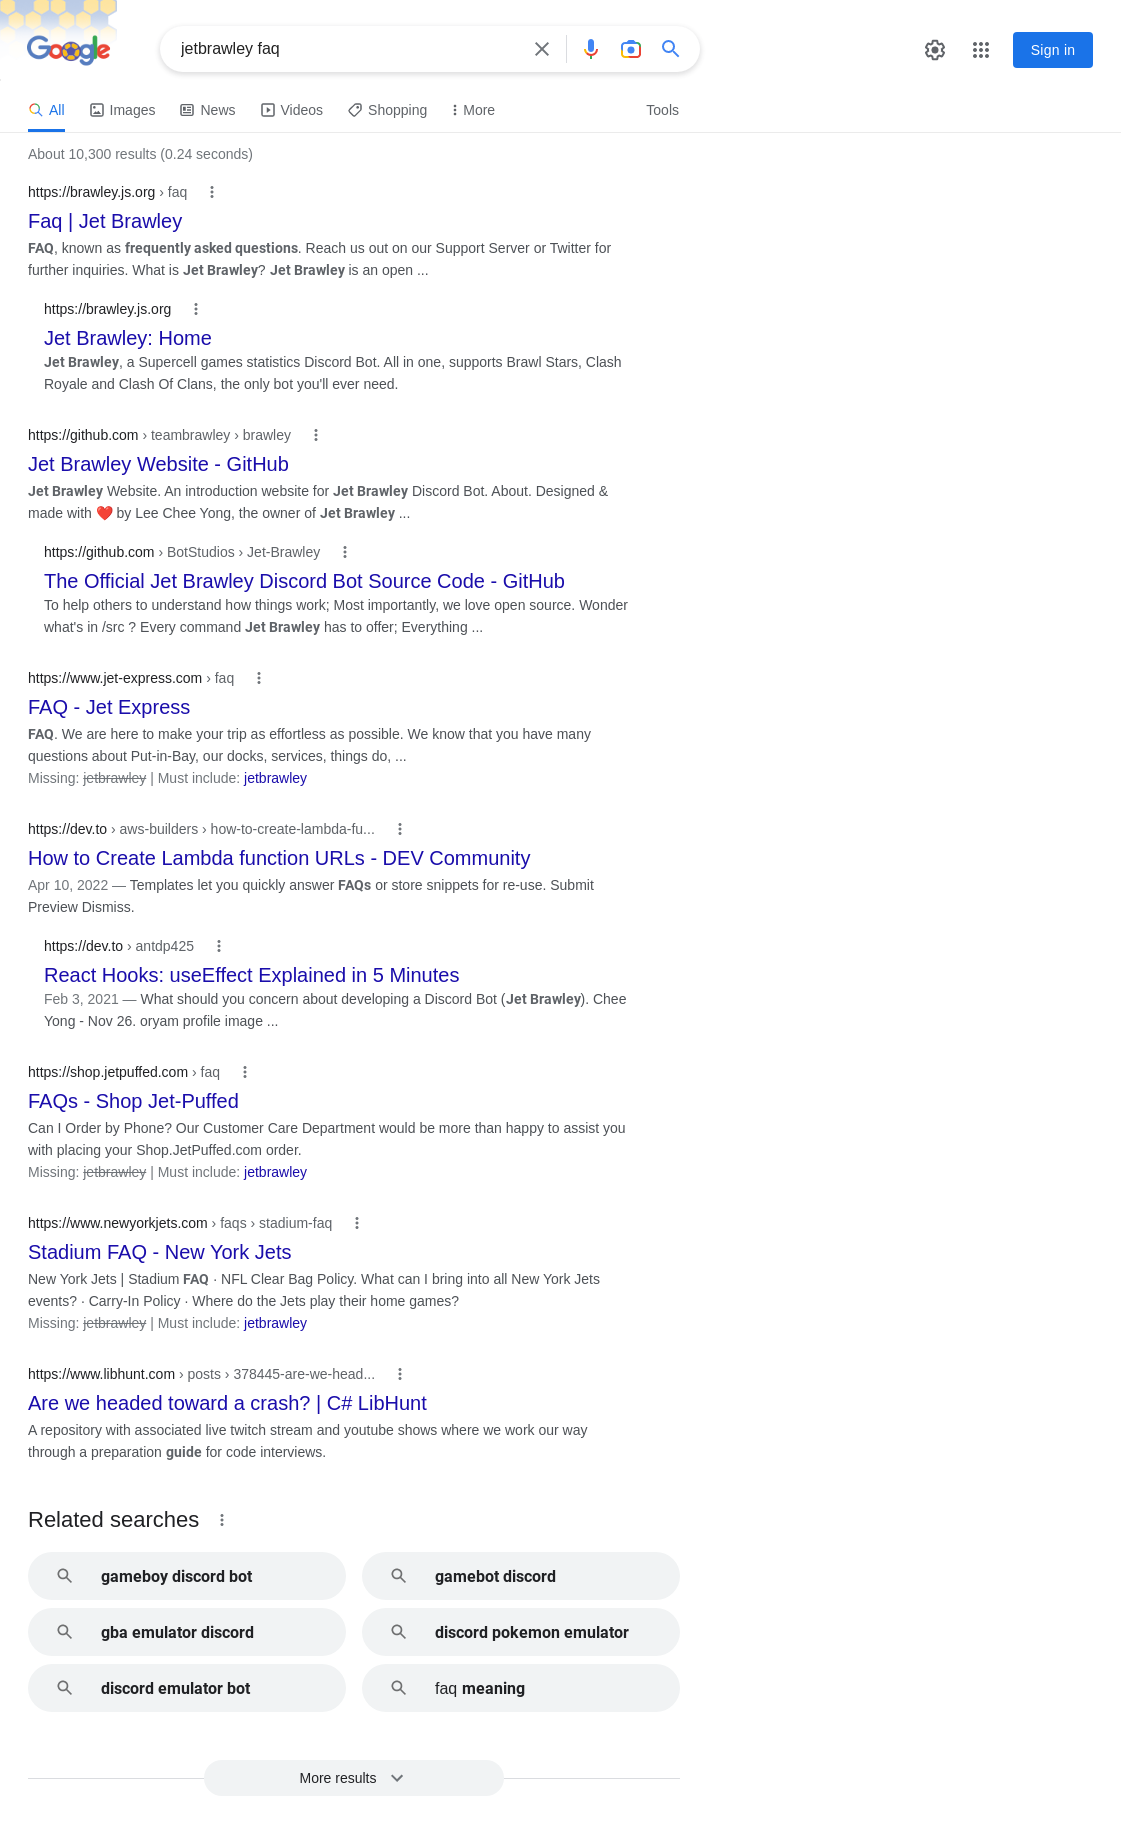 Google
jetbrawley faq
Sign in
All Images News Videos Shopping More Tools
About 10,300 results (0.24 seconds)
https://brawley.js.org › faq
Faq | Jet Brawley
FAQ, known as frequently asked questions. Reach us out on our Support Server or Twitter for
further inquiries. What is Jet Brawley? Jet Brawley is an open ...
https://brawley.js.org
Jet Brawley: Home
Jet Brawley, a Supercell games statistics Discord Bot. All in one, supports Brawl Stars, Clash
Royale and Clash Of Clans, the only bot you'll ever need.
https://github.com › teambrawley › brawley
Jet Brawley Website - GitHub
Jet Brawley Website. An introduction website for Jet Brawley Discord Bot. About. Designed &
made with ❤️ by Lee Chee Yong, the owner of Jet Brawley ...
https://github.com › BotStudios › Jet-Brawley
The Official Jet Brawley Discord Bot Source Code - GitHub
To help others to understand how things work; Most importantly, we love open source. Wonder
what's in /src ? Every command Jet Brawley has to offer; Everything ...
https://www.jet-express.com › faq
FAQ - Jet Express
FAQ. We are here to make your trip as effortless as possible. We know that you have many
questions about Put-in-Bay, our docks, services, things do, ...
Missing: jetbrawley | Must include: jetbrawley
https://dev.to › aws-builders › how-to-create-lambda-fu...
How to Create Lambda function URLs - DEV Community
Apr 10, 2022 — Templates let you quickly answer FAQs or store snippets for re-use. Submit
Preview Dismiss.
https://dev.to › antdp425
React Hooks: useEffect Explained in 5 Minutes
Feb 3, 2021 — What should you concern about developing a Discord Bot (Jet Brawley). Chee
Yong - Nov 26. oryam profile image ...
https://shop.jetpuffed.com › faq
FAQs - Shop Jet-Puffed
Can I Order by Phone? Our Customer Care Department would be more than happy to assist you
with placing your Shop.JetPuffed.com order.
Missing: jetbrawley | Must include: jetbrawley
https://www.newyorkjets.com › faqs › stadium-faq
Stadium FAQ - New York Jets
New York Jets | Stadium FAQ · NFL Clear Bag Policy. What can I bring into all New York Jets
events? · Carry-In Policy · Where do the Jets play their home games?
Missing: jetbrawley | Must include: jetbrawley
https://www.libhunt.com › posts › 378445-are-we-head...
Are we headed toward a crash? | C# LibHunt
A repository with associated live twitch stream and youtube shows where we work our way
through a preparation guide for code interviews.
Related searches
gameboy discord bot
gamebot discord
gba emulator discord
discord pokemon emulator
discord emulator bot
faq meaning
More results